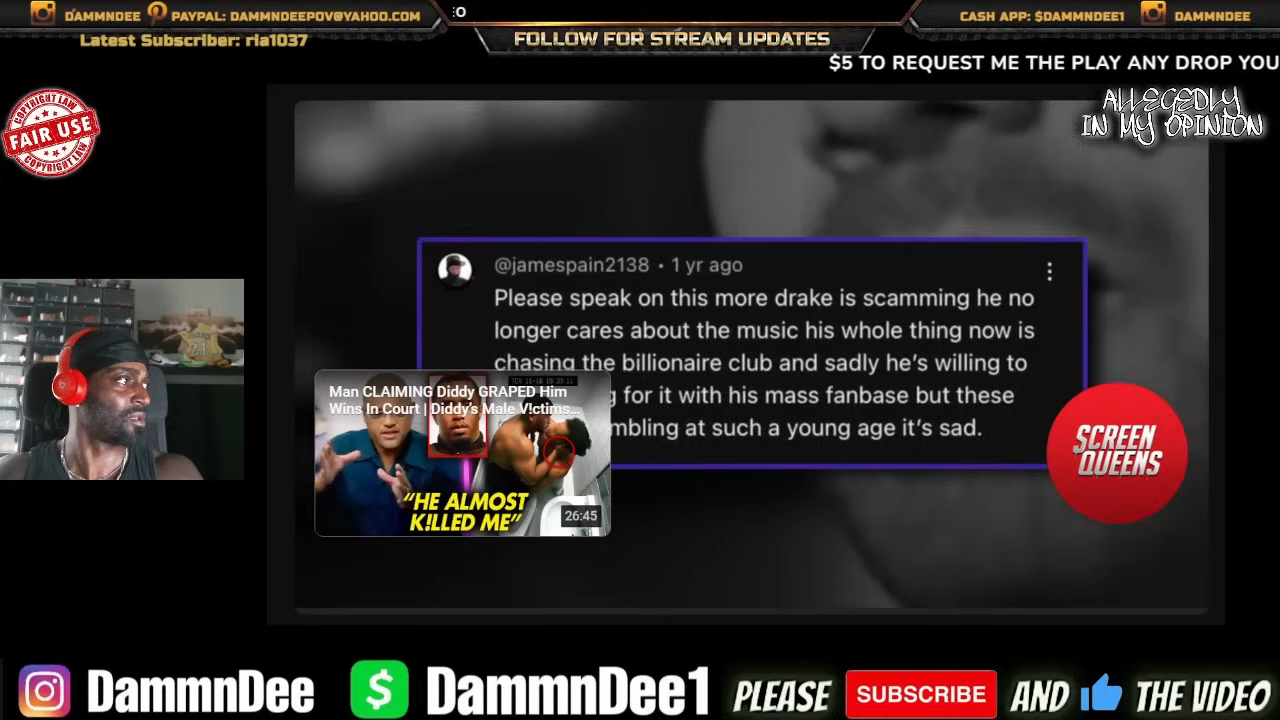 DAMMNDEE PAYPAL: DAMMNDEEPOV@YAHOO.COM
CASH APP: $DAMMNDEE1 DAMMNDEE
Latest Subscriber: ria1037
FOLLOW FOR STREAM UPDATES
$5 TO REQUEST ME THE PLAY ANY DROP YOU
COPYRIGHT LAW
FAIR USE
COPYRIGHT LAW
ALLEGEDLY
IN MY OPINION
@jamespain2138 • 1 yr ago
Please speak on this more drake is scamming he no
longer cares about the music his whole thing now is
chasing the billionaire club and sadly he's willing to
for it with his mass fanbase but these
mbling at such a young age it's sad.
Man CLAIMING Diddy GRAPED Him
Wins In Court | Diddy's Male V!ctims...
"HE ALMOST
K!LLED ME"
26:45
SCREEN
QUEENS
DammnDee $ DammnDee1 PLEASE SUBSCRIBE AND THE VIDEO